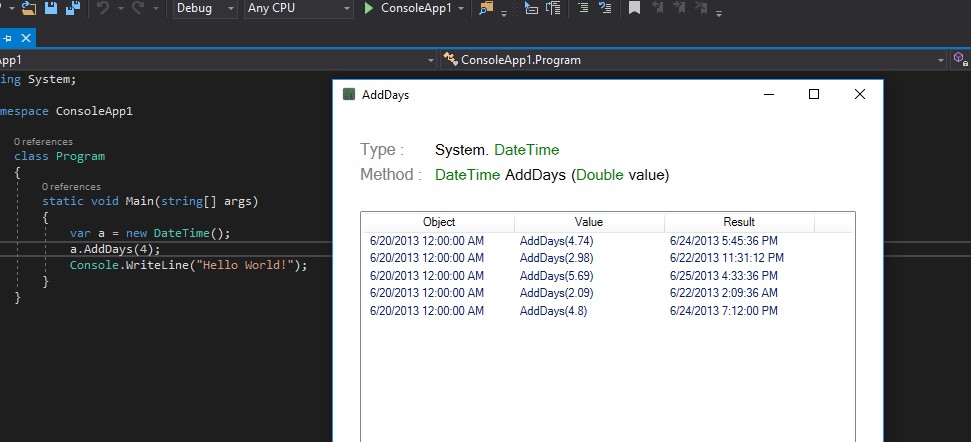 Debug Any CPU ConsoleApp1
App1 ConsoleApp1.Program
ing System;
mespace ConsoleApp1
0 references
class Program
{
0 references
static void Main(string[] args)
{
var a = new DateTime();
a.AddDays(4);
Console.WriteLine("Hello World!");
}
}
AddDays
Type : System. DateTime
Method : DateTime AddDays (Double value)
Object Value Result
6/20/2013 12:00:00 AM AddDays(4.74) 6/24/2013 5:45:36 PM
6/20/2013 12:00:00 AM AddDays(2.98) 6/22/2013 11:31:12 PM
6/20/2013 12:00:00 AM AddDays(5.69) 6/25/2013 4:33:36 PM
6/20/2013 12:00:00 AM AddDays(2.09) 6/22/2013 2:09:36 AM
6/20/2013 12:00:00 AM AddDays(4.8) 6/24/2013 7:12:00 PM